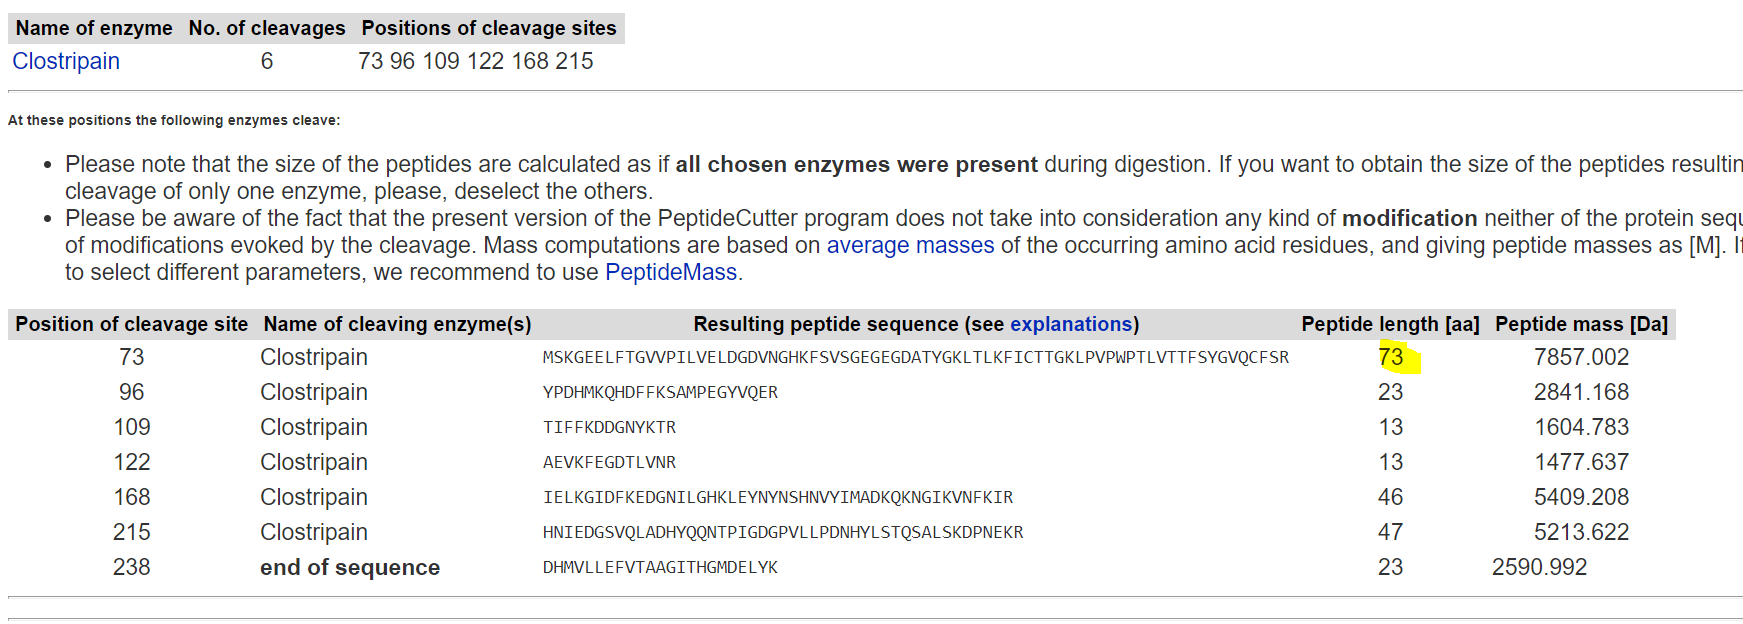 Name of enzyme No. of cleavages Positions of cleavage sites
Clostripain 6 73 96 109 122 168 215
At these positions the following enzymes cleave:
• Please note that the size of the peptides are calculated as if all chosen enzymes were present during digestion. If you want to obtain the size of the peptides resultin
cleavage of only one enzyme, please, deselect the others.
• Please be aware of the fact that the present version of the PeptideCutter program does not take into consideration any kind of modification neither of the protein sequ
of modifications evoked by the cleavage. Mass computations are based on average masses of the occurring amino acid residues, and giving peptide masses as [M]. If
to select different parameters, we recommend to use PeptideMass.
Position of cleavage site Name of cleaving enzyme(s) Resulting peptide sequence (see explanations) Peptide length [aa] Peptide mass [Da]
73 Clostripain MSKGEELFTGVVPILVELDGDVNGHKFSVSGEGEGDATYGKLTLKFICTTGKLPVPWPTLVTTFSYGVQCFSR 73 7857.002
96 Clostripain YPDHMKQHDFFKSAMPEGYVQER 23 2841.168
109 Clostripain TIFFKDDGNYKTR 13 1604.783
122 Clostripain AEVKFEGDTLVNR 13 1477.637
168 Clostripain IELKGIDFKEDGNILGHKLEYNYNSHNVYIMADKQKNGIKVNFKIR 46 5409.208
215 Clostripain HNIEDGSVQLADHYQQNTPIGDGPVLLPDNHYLSTQSALSKDPNEKR 47 5213.622
238 end of sequence DHMVLLEFVTAAGITHGMDELYK 23 2590.992